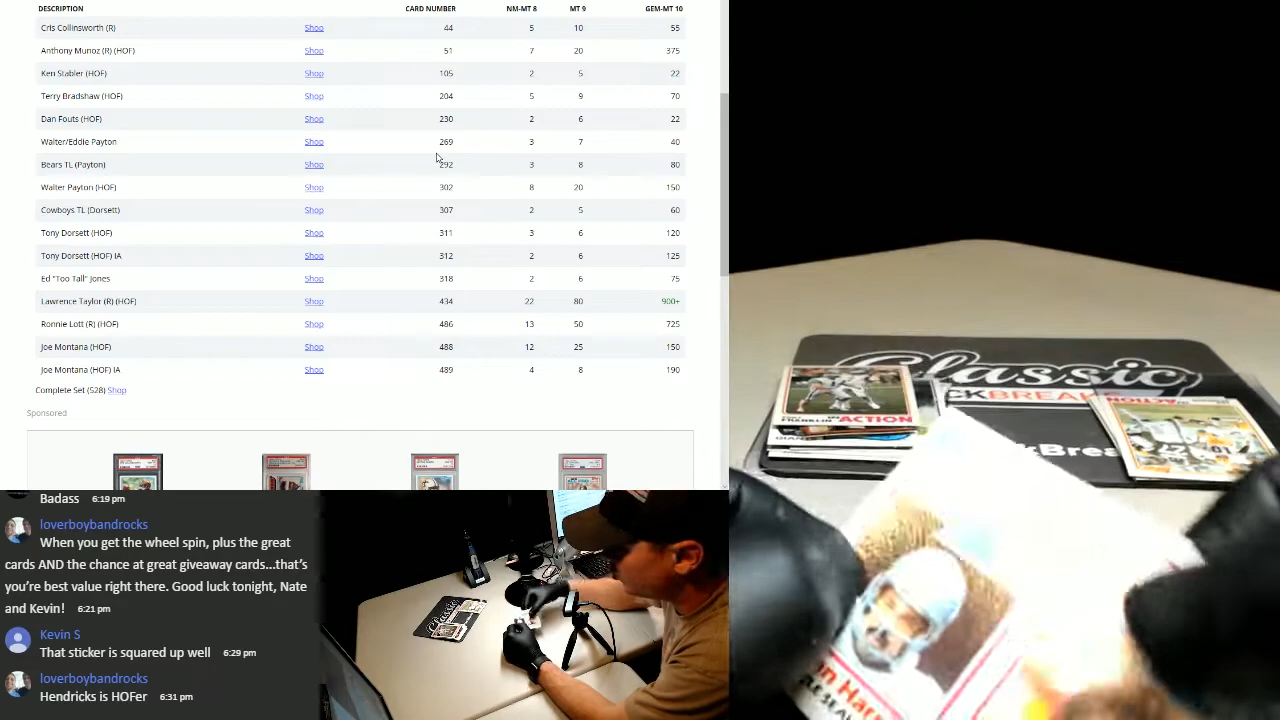 DESCRIPTION CARD NUMBER NM-MT 8 MT 9 GEM-MT 10
Cris Collinsworth (R) Shop 44 5 10 55
Anthony Munoz (R) (HOF) Shop 51 7 20 375
Ken Stabler (HOF) Shop 105 2 5 22
Terry Bradshaw (HOF) Shop 204 5 9 70
Dan Fouts (HOF) Shop 230 2 6 22
Walter/Eddie Payton Shop 269 3 7 40
Bears TL (Payton) Shop 292 3 8 80
Walter Payton (HOF) Shop 302 8 20 150
Cowboys TL (Dorsett) Shop 307 2 5 60
Tony Dorsett (HOF) Shop 311 3 6 120
Tony Dorsett (HOF) IA Shop 312 2 6 125
Ed "Too Tall" Jones Shop 318 2 6 75
Lawrence Taylor (R) (HOF) Shop 434 22 80 900+
Ronnie Lott (R) (HOF) Shop 486 13 50 725
Joe Montana (HOF) Shop 488 12 25 150
Joe Montana (HOF) IA Shop 489 4 8 190
Complete Set (528) Shop
Sponsored
Badass 6:19 pm
loverboybandrocks
When you get the wheel spin, plus the great
cards AND the chance at great giveaway cards...that's
you're best value right there. Good luck tonight, Nate
and Kevin! 6:21 pm
Kevin S
That sticker is squared up well 6:29 pm
loverboybandrocks
Hendricks is HOFer 6:31 pm
Classic
FRANKLIN ACTION
ACTION